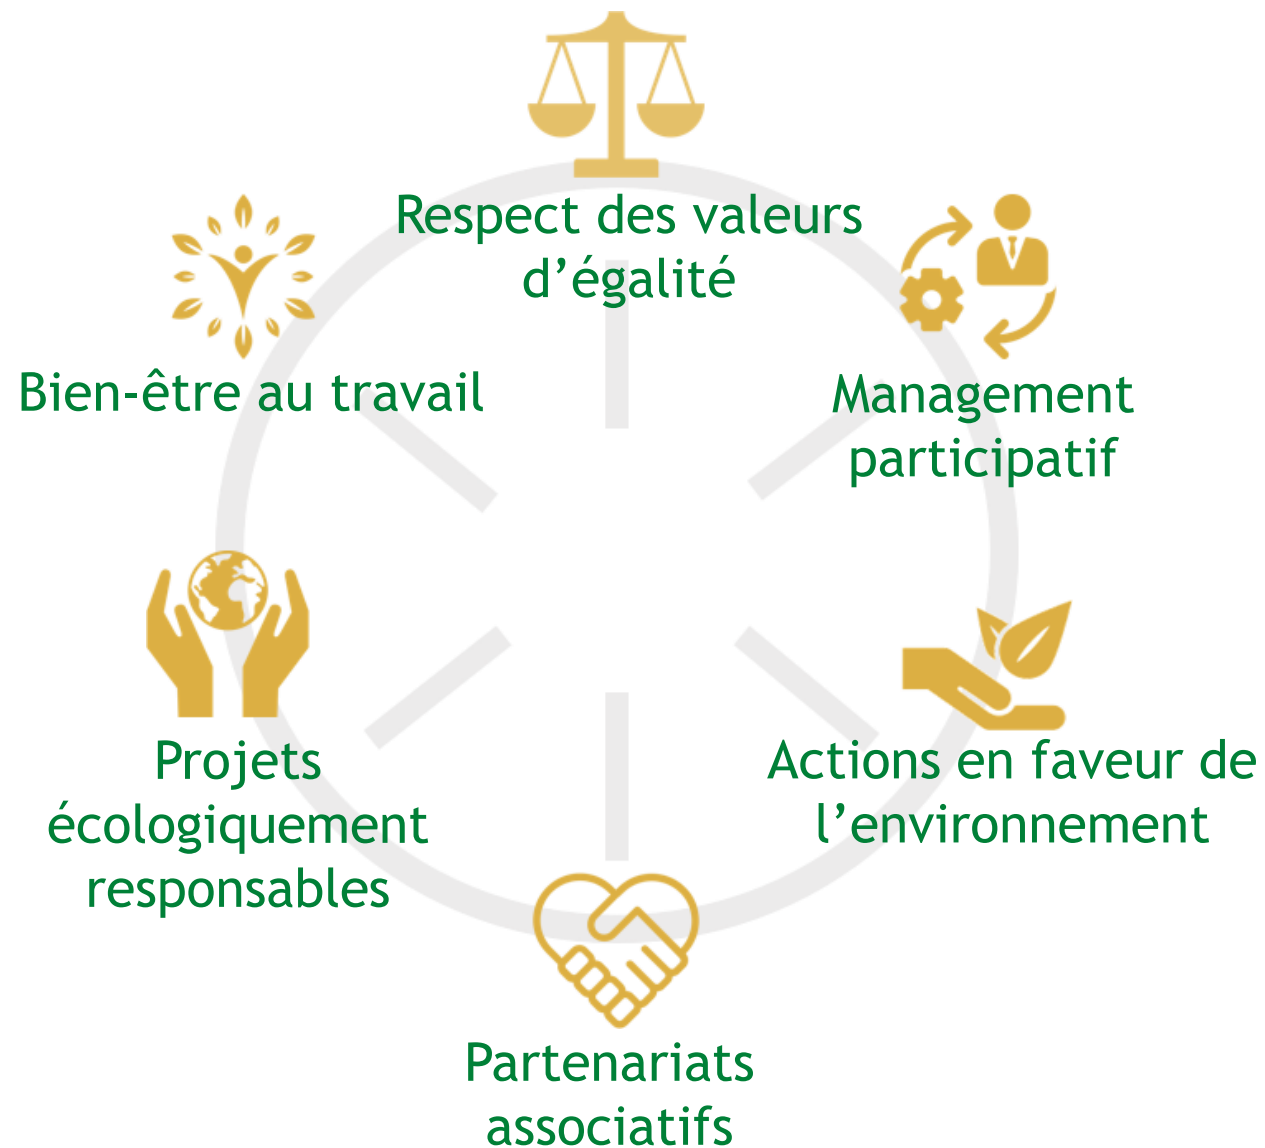 Respect des valeurs
d’égalité
Bien-être au travail
Management
participatif
Projets
écologiquement
responsables
Actions en faveur de
l’environnement
Partenariats
associatifs